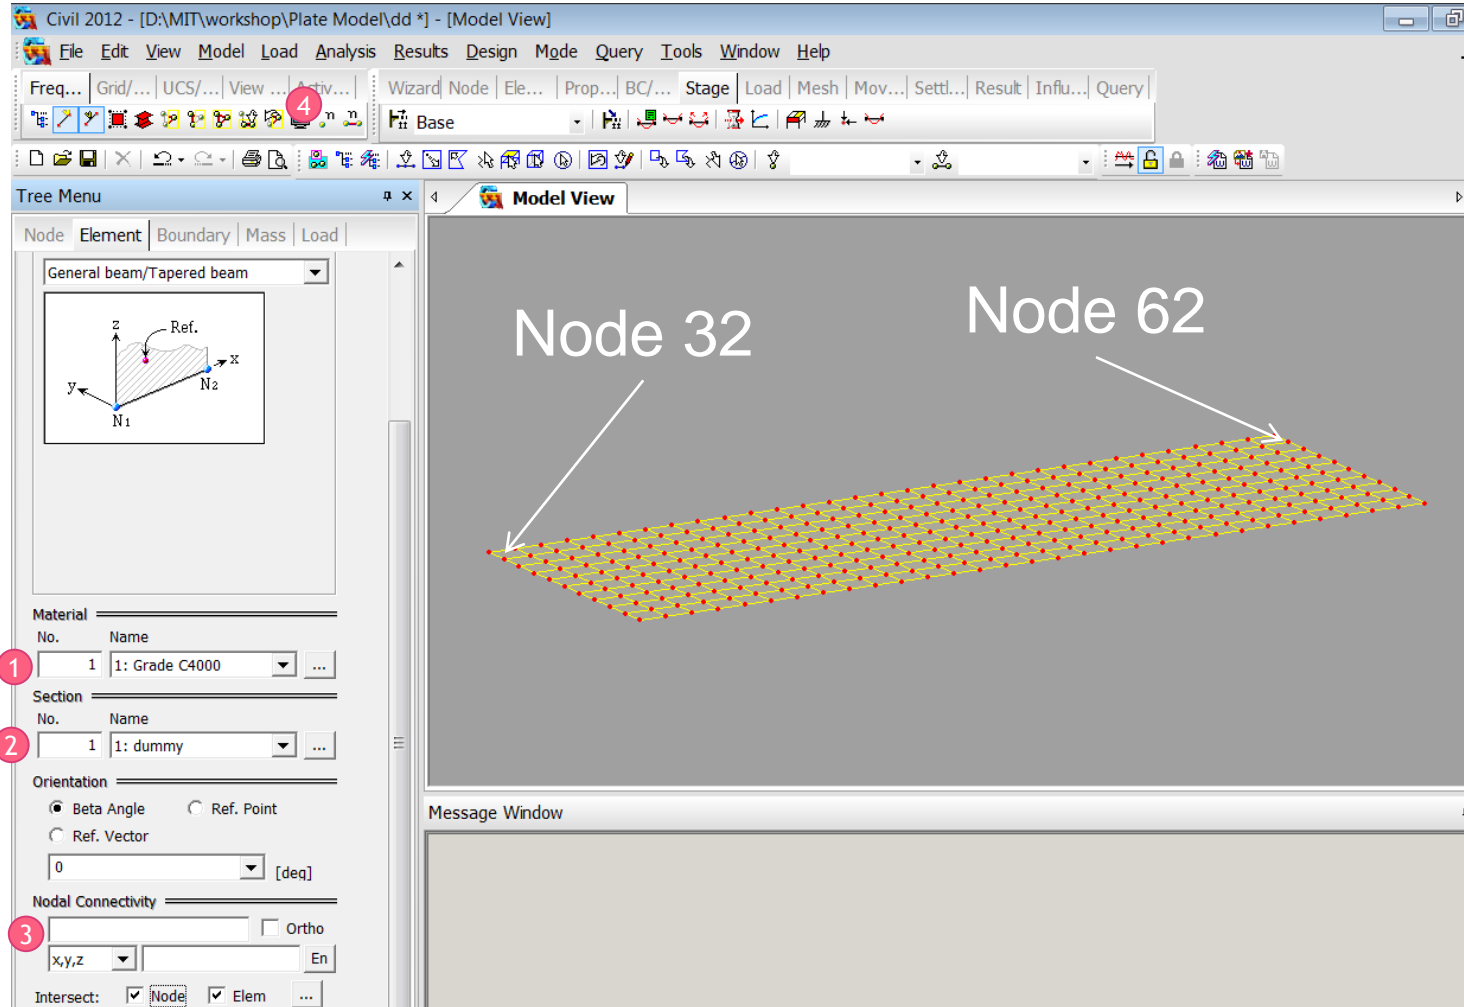 Civil 2012 - [D:\MIT\workshop\Plate Model\dd *] - [Model View]
File Edit View Model Load Analysis Results Design Mode Query Tools Window Help
Freq... Grid/... UCS/... View ... Activ... Wizard Node Ele... Prop... BC/... Stage Load Mesh Mov... Settl... Result Influ... Query
4
Base
Tree Menu
Model View
Node Element Boundary Mass Load
General beam/Tapered beam
z
Ref.
x
y
N2
N1
Node 32
Node 62
Material
No. Name
1
1 1: Grade C4000 ...
Section
No. Name
2
1 1: dummy ...
Orientation
Beta Angle Ref. Point
Ref. Vector
0 [deg]
Nodal Connectivity
3
Ortho
x,y,z En
Intersect: Node Elem ...
Message Window